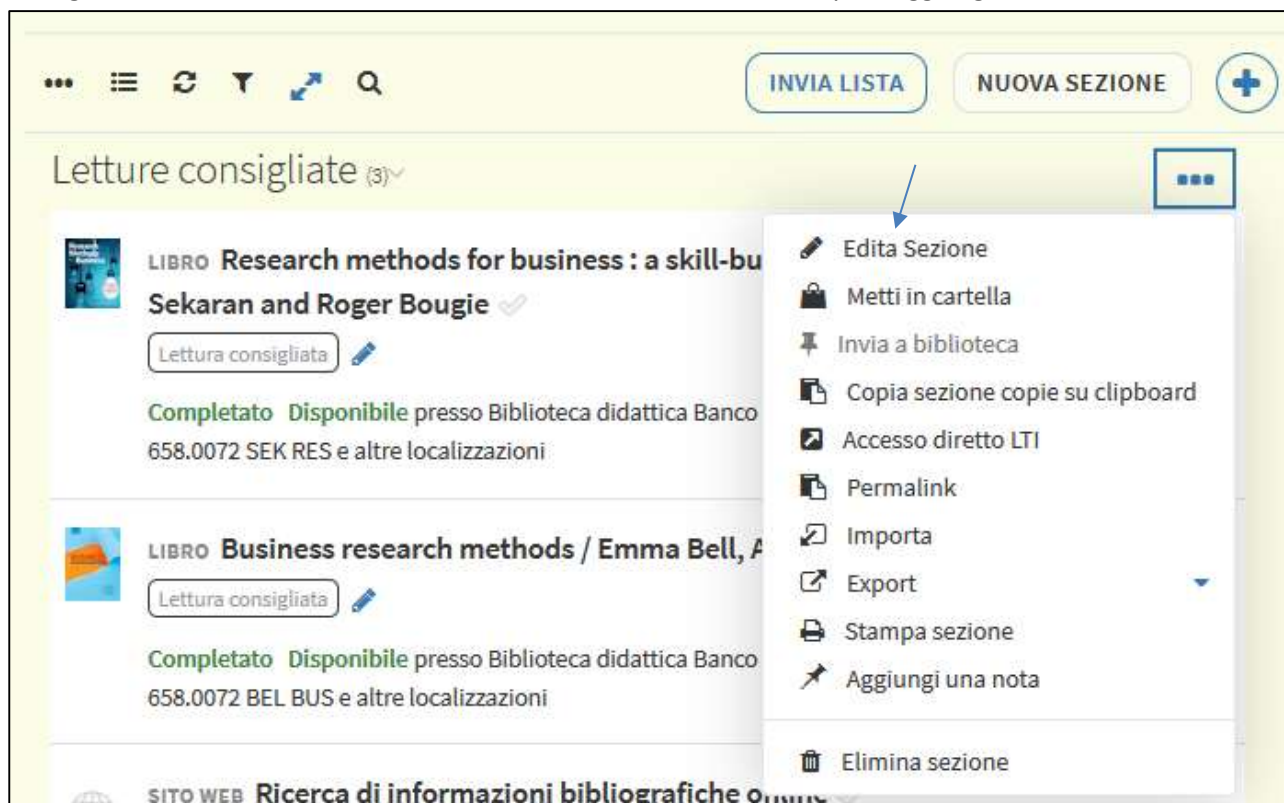 INVIA LISTA NUOVA SEZIONE
Letture consigliate (3)
LIBRO Research methods for business : a skill-bu
Sekaran and Roger Bougie
Lettura consigliata
Completato Disponibile presso Biblioteca didattica Banco
658.0072 SEK RES e altre localizzazioni
LIBRO Business research methods / Emma Bell, A
Lettura consigliata
Completato Disponibile presso Biblioteca didattica Banco
658.0072 BEL BUS e altre localizzazioni
SITO WEB Ricerca di informazioni bibliografiche online
Edita Sezione
Metti in cartella
Invia a biblioteca
Copia sezione copie su clipboard
Accesso diretto LTI
Permalink
Importa
Export
Stampa sezione
Aggiungi una nota
Elimina sezione